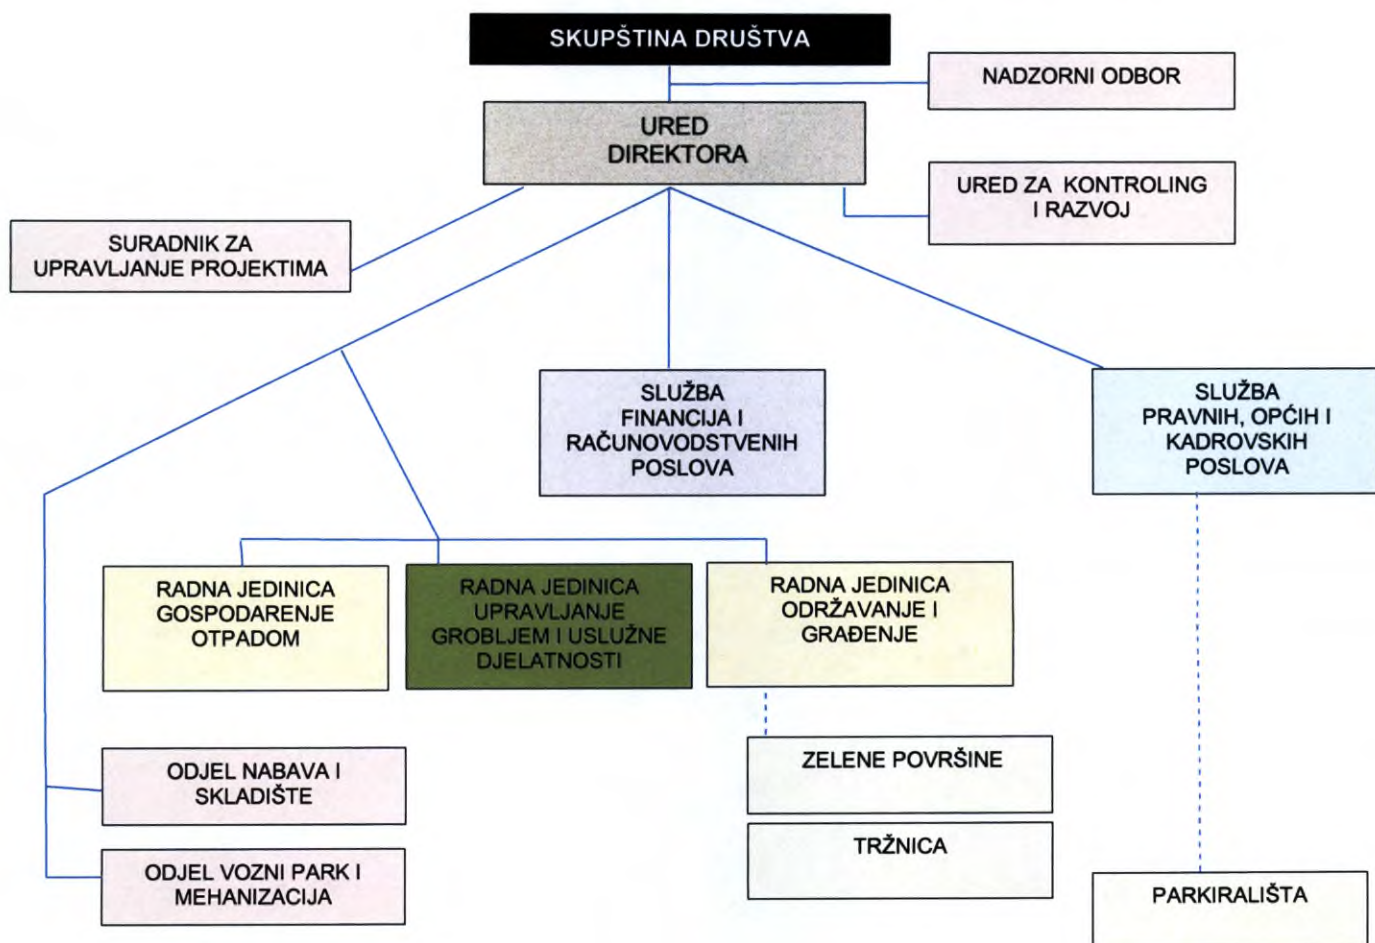 SKUPŠTINA DRUŠTVA
NADZORNI ODBOR
URED
DIREKTORA
URED ZA KONTROLING
I RAZVOJ
SURADNIK ZA
UPRAVLJANJE PROJEKTIMA
SLUŽBA
FINANCIJA I
RAČUNOVODSTVENIH
POSLOVA
SLUŽBA
PRAVNIH, OPĆIH I
KADROVSKIH
POSLOVA
RADNA JEDINICA
GOSPODARENJE
OTPADOM
RADNA JEDINICA
UPRAVLJANJE
GROBLJEM I USLUŽNE
DJELATNOSTI
RADNA JEDINICA
ODRŽAVANJE I
GRAĐENJE
ODJEL NABAVA I
SKLADIŠTE
ZELENE POVRŠINE
TRŽNICA
ODJEL VOZNI PARK I
MEHANIZACIJA
PARKIRALIŠTA